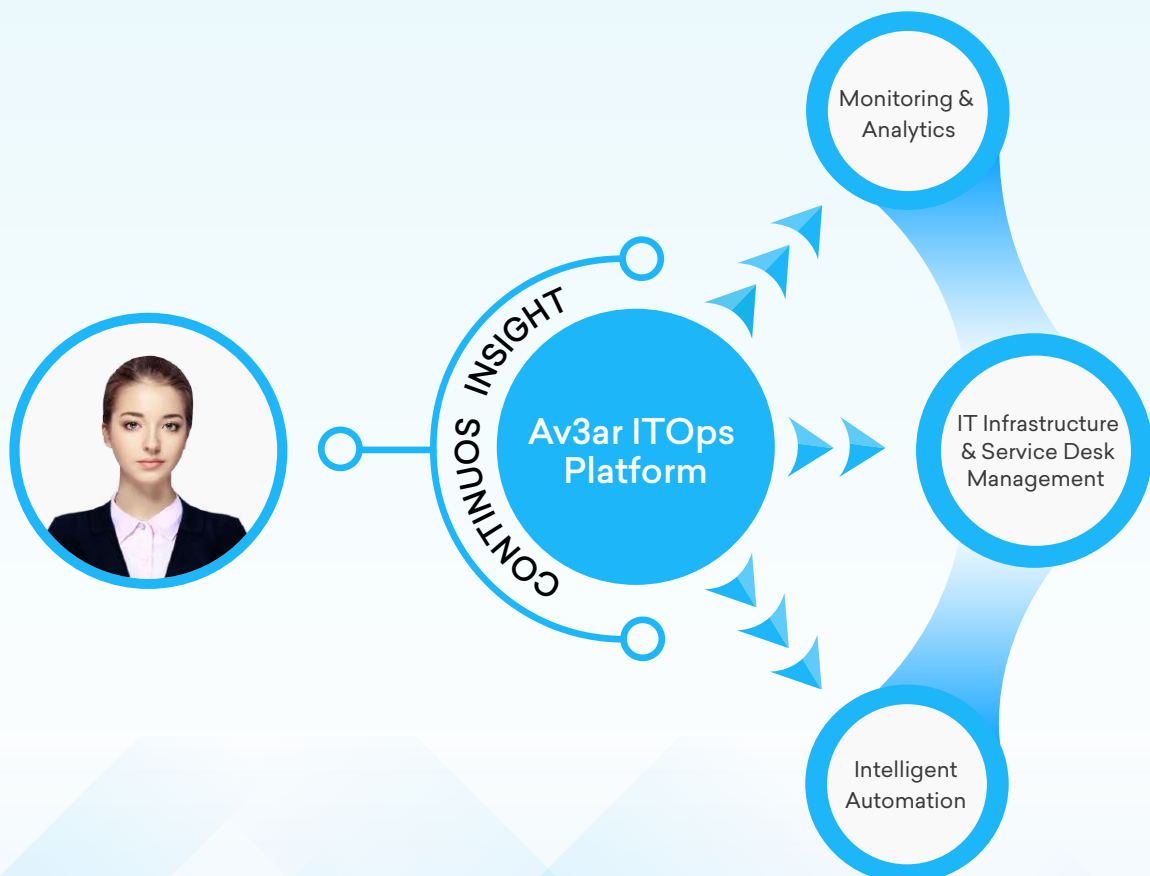 Monitoring &
Analytics
CONTINUOS INSIGHT
Av3ar ITOps
Platform
IT Infrastructure
& Service Desk
Management
Intelligent
Automation